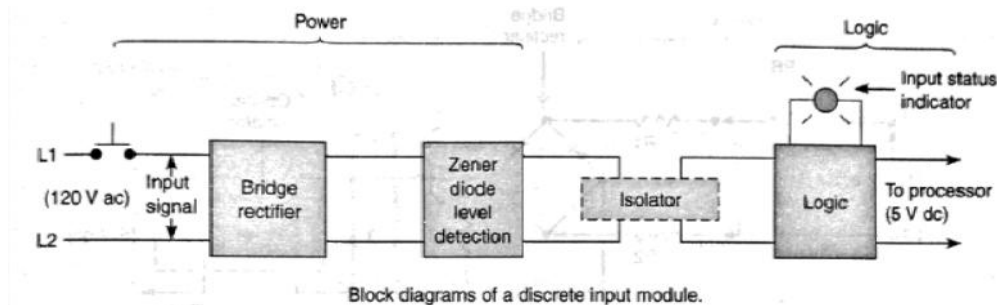 Power
Logic
Input status
indicator
L1
(120 V ac)
L2
Input
signal
Bridge
rectifier
Zener
diode
level
detection
Isolator
Logic
To processor
(5 V dc)
Block diagrams of a discrete input module.